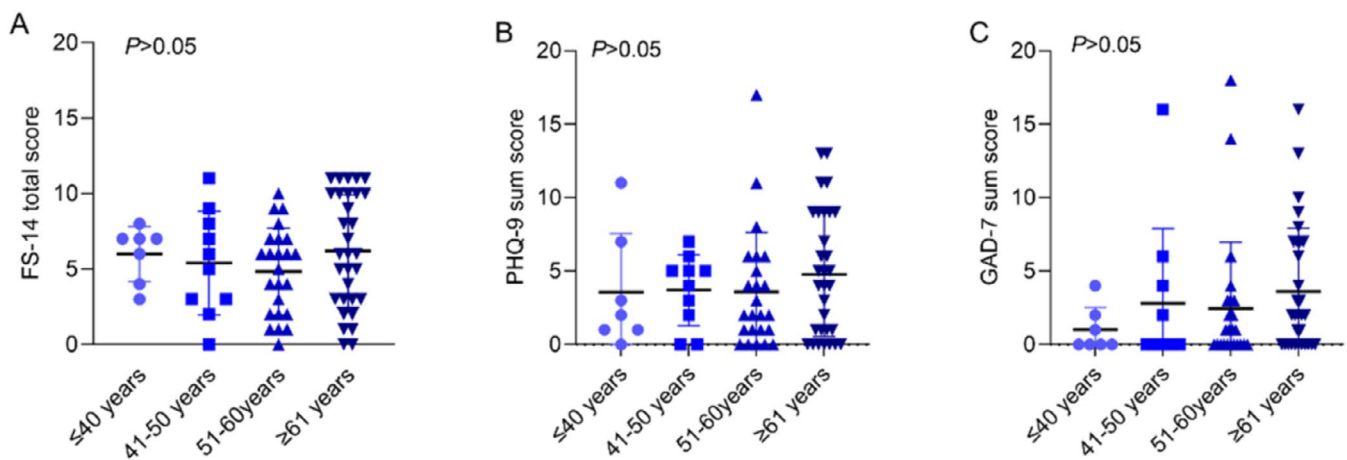 A
P>0.05
FS-14 total score
20
15
10
5
0
≤40 years
41-50 years
51-60years
≥61 years
B
P>0.05
PHQ-9 sum score
20
15
10
5
0
≤40 years
41-50 years
51-60years
≥61 years
C
P>0.05
GAD-7 sum score
20
15
10
5
0
≤40 years
41-50 years
51-60years
≥61 years